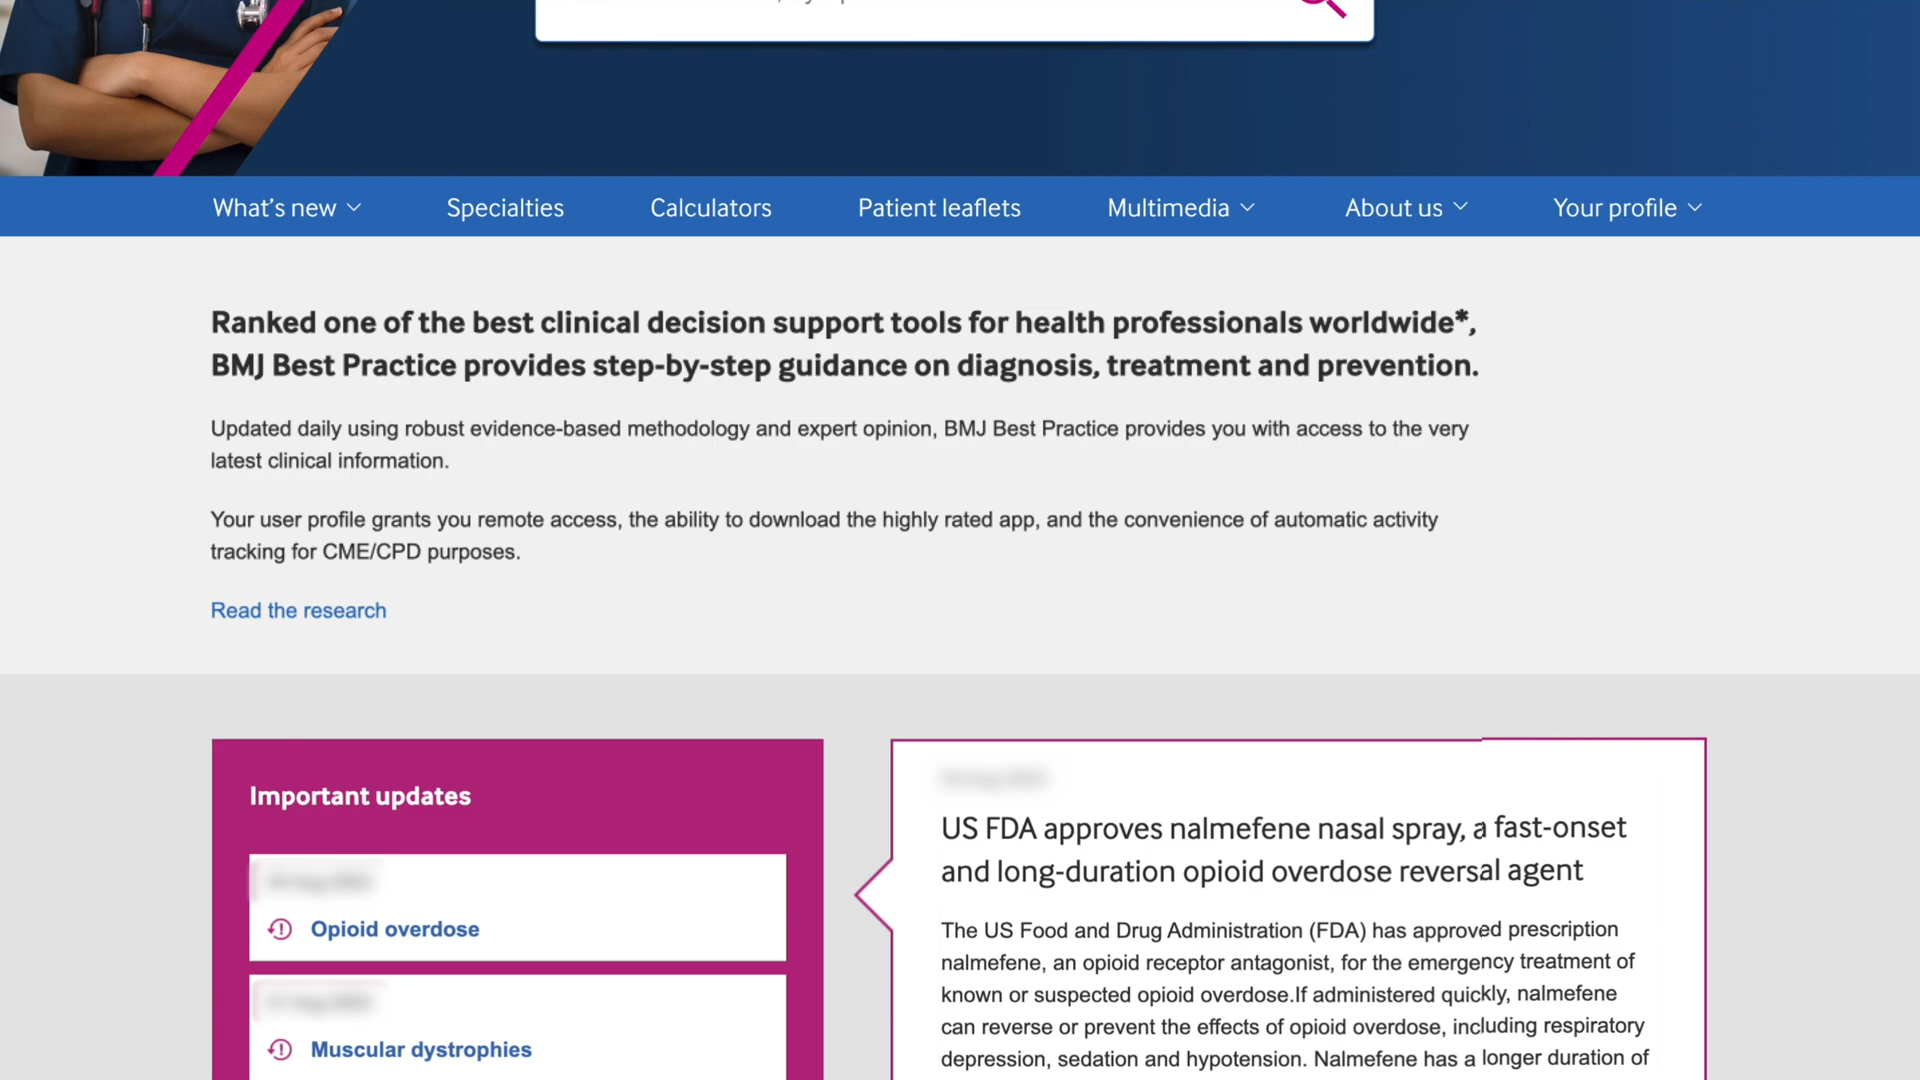 What's new
Specialties
Calculators
Patient leaflets
Multimedia
About us
Your profile
Ranked one of the best clinical decision support tools for health professionals worldwide*,
BMJ Best Practice provides step-by-step guidance on diagnosis, treatment and prevention.
Updated daily using robust evidence-based methodology and expert opinion, BMJ Best Practice provides you with access to the very
latest clinical information.
Your user profile grants you remote access, the ability to download the highly rated app, and the convenience of automatic activity
tracking for CME/CPD purposes.
Read the research
Important updates
Opioid overdose
Muscular dystrophies
US FDA approves nalmefene nasal spray, a fast-onset
and long-duration opioid overdose reversal agent
The US Food and Drug Administration (FDA) has approved prescription
nalmefene, an opioid receptor antagonist, for the emergency treatment of
known or suspected opioid overdose.If administered quickly, nalmefene
can reverse or prevent the effects of opioid overdose, including respiratory
depression, sedation and hypotension. Nalmefene has a longer duration of